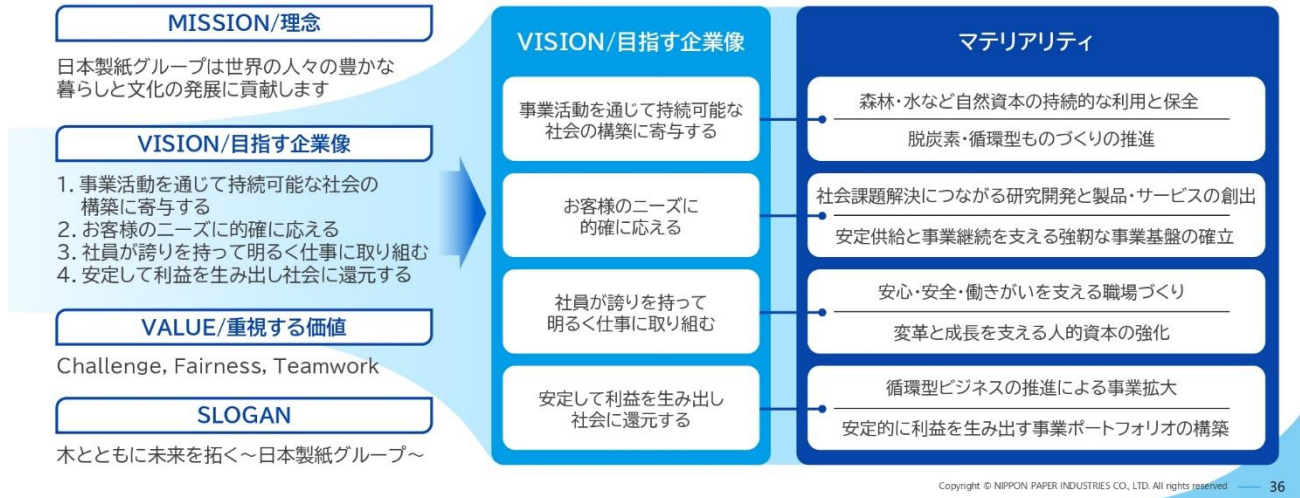 MISSION/理念
日本製紙グループは世界の人々の豊かな
暮らしと文化の発展に貢献します
VISION/目指す企業像
1. 事業活動を通じて持続可能な社会の
構築に寄与する
2. お客様のニーズに的確に応える
3. 社員が誇りを持って明るく仕事に取り組む
4. 安定して利益を生み出し社会に還元する
VALUE/重視する価値
Challenge, Fairness, Teamwork
SLOGAN
木とともに未来を拓く～日本製紙グループ～
VISION/目指す企業像
事業活動を通じて持続可能な
社会の構築に寄与する
お客様のニーズに
的確に応える
社員が誇りを持って
明るく仕事に取り組む
安定して利益を生み出し
社会に還元する
マテリアリティ
森林・水など自然資本の持続的な利用と保全
脱炭素・循環型ものづくりの推進
社会課題解決につながる研究開発と製品・サービスの創出
安定供給と事業継続を支える強靭な事業基盤の確立
安心・安全・働きがいを支える職場づくり
変革と成長を支える人的資本の強化
循環型ビジネスの推進による事業拡大
安定的に利益を生み出す事業ポートフォリオの構築
Copyright © NIPPON PAPER INDUSTRIES CO., LTD. All rights reserved
36